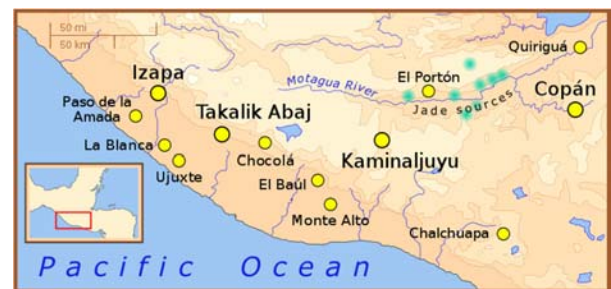 50 mi
50 km
Quiriguá
Izapa
Motagua River
El Portón
Jade sources
Copán
Paso de la
Amada
Takalik Abaj
La Blanca
Chocolá
Kaminaljuyu
Ujuxte
El Baúl
Monte Alto
Chalchuapa
Pacific Ocean